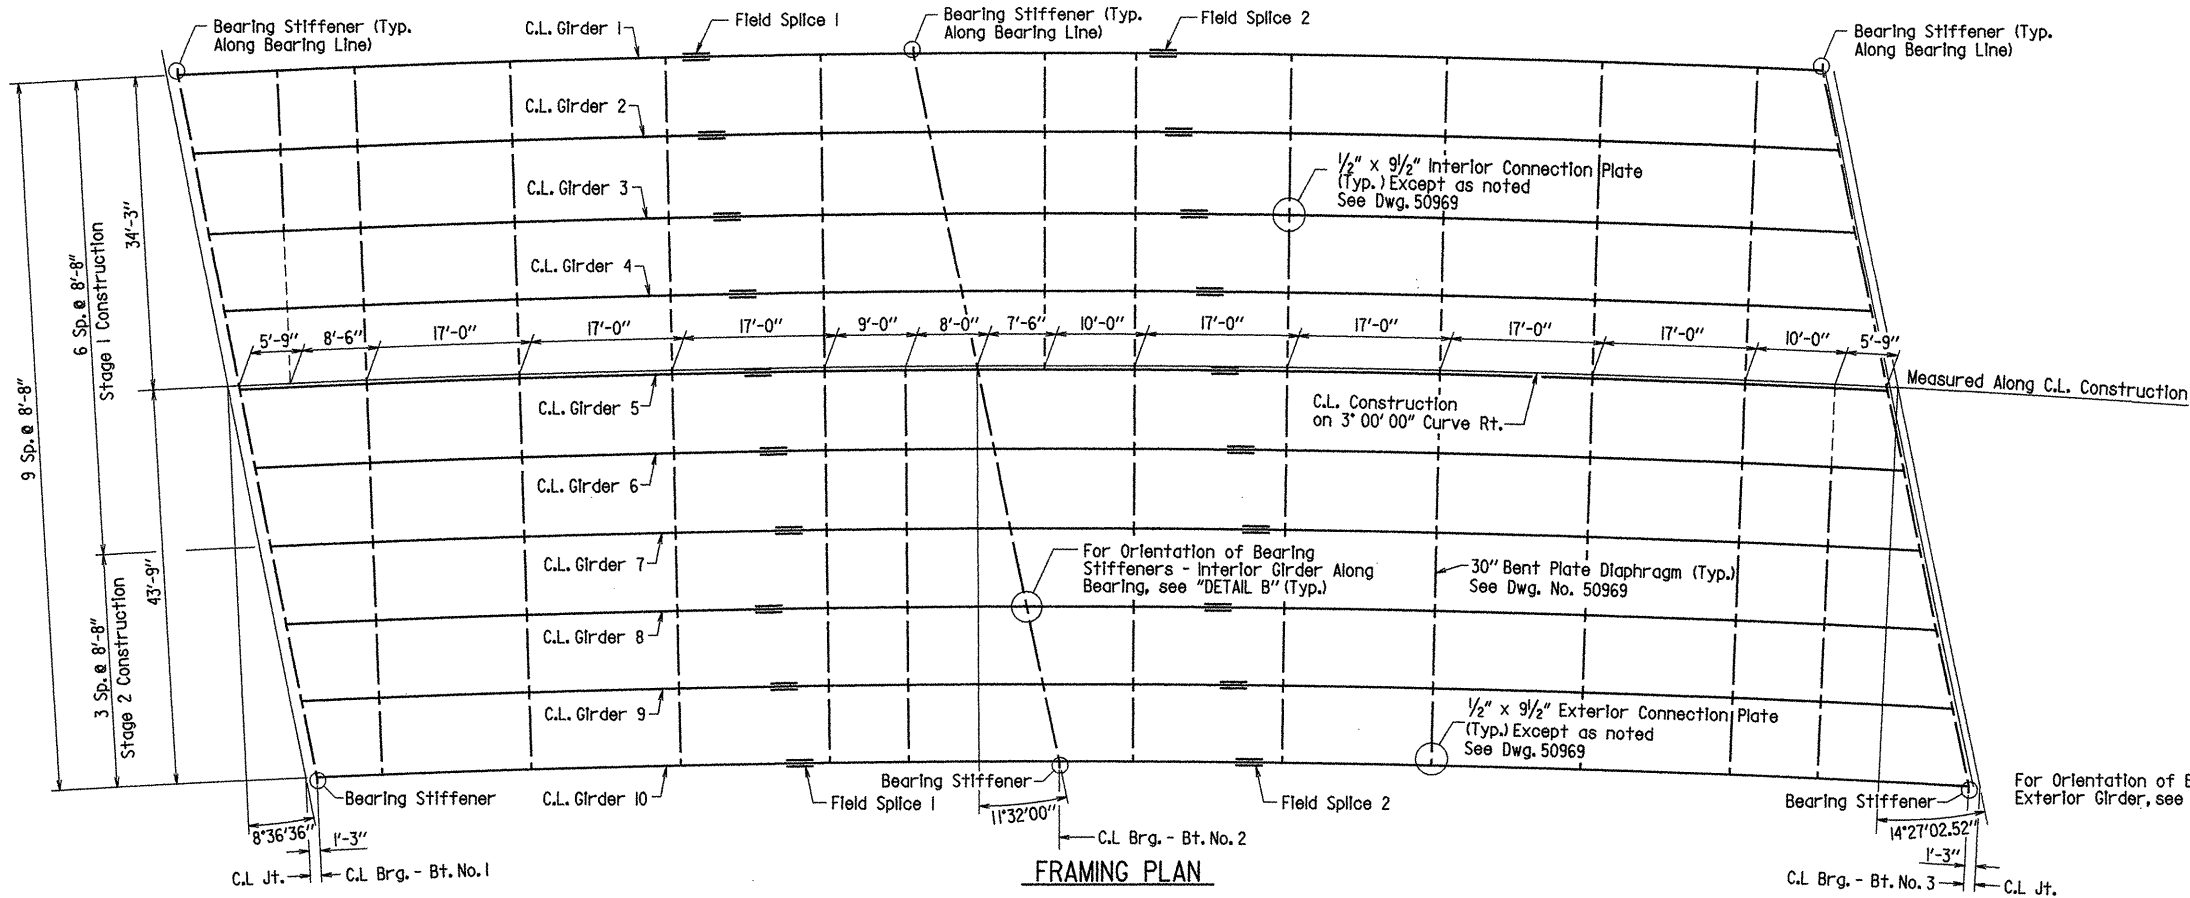 Bearing Stiffener (Typ.
Along Bearing Line)
C.L. Girder 1
Field Splice 1
Bearing Stiffener (Typ.
Along Bearing Line)
Field Splice 2
Bearing Stiffener (Typ.
Along Bearing Line)
C.L. Girder 2
C.L. Girder 3
C.L. Girder 4
1/2" x 9 1/2" Interior Connection Plate
(Typ.) Except as noted
See Dwg. 50969
9 Sp. @ 8'-8"
6 Sp. @ 8'-8"
Stage 1 Construction
34'-3"
5'-9"
8'-6"
17'-0"
17'-0"
17'-0"
9'-0"
8'-0"
7'-6"
10'-0"
17'-0"
17'-0"
17'-0"
17'-0"
10'-0"
5'-9"
Measured Along C.L. Construction
C.L. Girder 5
C.L. Construction
on 3° 00' 00" Curve Rt.
C.L. Girder 6
C.L. Girder 7
For Orientation of Bearing
Stiffeners - Interior Girder Along
Bearing, see "DETAIL B" (Typ.)
30" Bent Plate Diaphragm (Typ.)
See Dwg. No. 50969
3 Sp. @ 8'-8"
Stage 2 Construction
43'-9"
C.L. Girder 8
C.L. Girder 9
1/2" x 9 1/2" Exterior Connection Plate
(Typ.) Except as noted
See Dwg. 50969
Bearing Stiffener
C.L. Girder 10
Field Splice 1
Bearing Stiffener
Field Splice 2
Bearing Stiffener
For Orientation of B
Exterior Girder, see
8°36'36"
1'-3"
11°32'00"
14°27'02.52"
1'-3"
C.L Jt.
C.L Brg. - Bt. No. 1
C.L Brg. - Bt. No. 2
C.L Brg. - Bt. No. 3
C.L Jt.
FRAMING PLAN